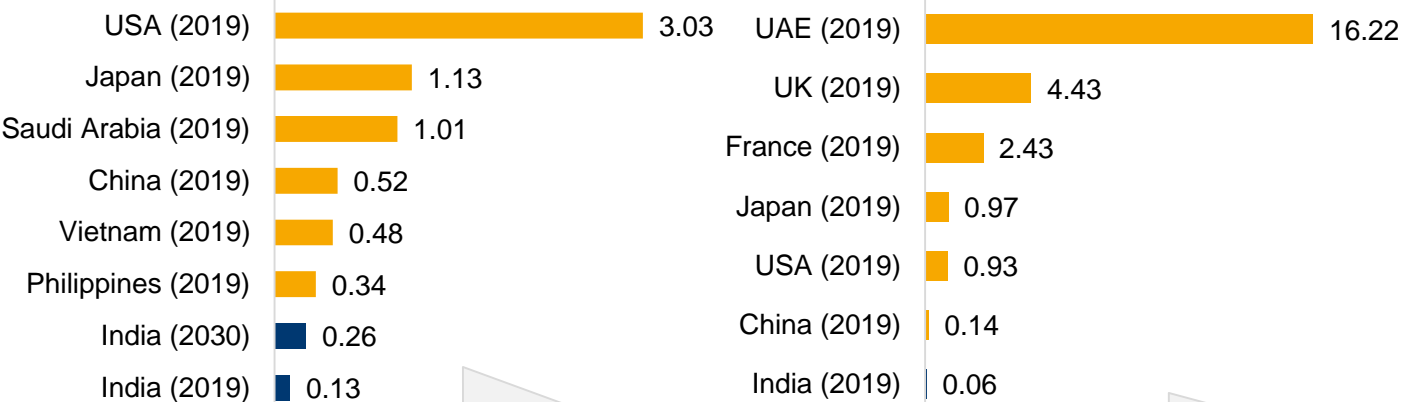 USA (2019) 3.03
Japan (2019) 1.13
Saudi Arabia (2019) 1.01
China (2019) 0.52
Vietnam (2019) 0.48
Philippines (2019) 0.34
India (2030) 0.26
India (2019) 0.13
UAE (2019) 16.22
UK (2019) 4.43
France (2019) 2.43
Japan (2019) 0.97
USA (2019) 0.93
China (2019) 0.14
India (2019) 0.06